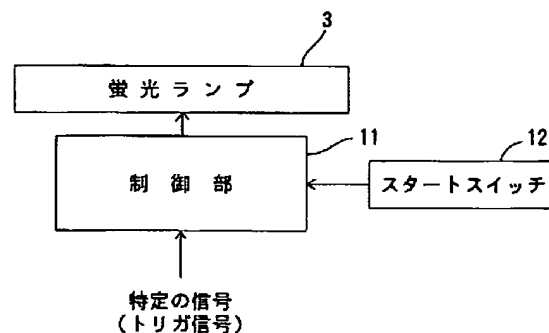 3
蛍光ランプ
11
制御部
12
スタートスイッチ
特定の信号
(トリガ信号)